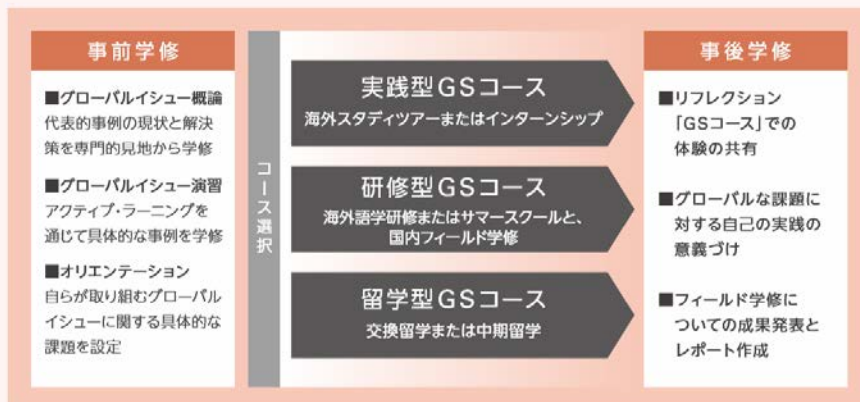 事前学修
■グローバルイシュー概論
代表的事例の現状と解決
策を専門的見地から学修
■グローバルイシュー演習
アクティブ・ラーニングを
通じて具体的な事例を学修
■オリエンテーション
自らが取り組むグローバル
イシューに関する具体的な
課題を設定
コース選択
実践型GSコース
海外スタディツアーまたはインターンシップ
研修型GSコース
海外語学研修またはサマースクールと、
国内フィールド学修
留学型GSコース
交換留学または中期留学
事後学修
■リフレクション
「GSコース」での
体験の共有
■グローバルな課題に
対する自己の実践の
意義づけ
■フィールド学修に
ついての成果発表と
レポート作成